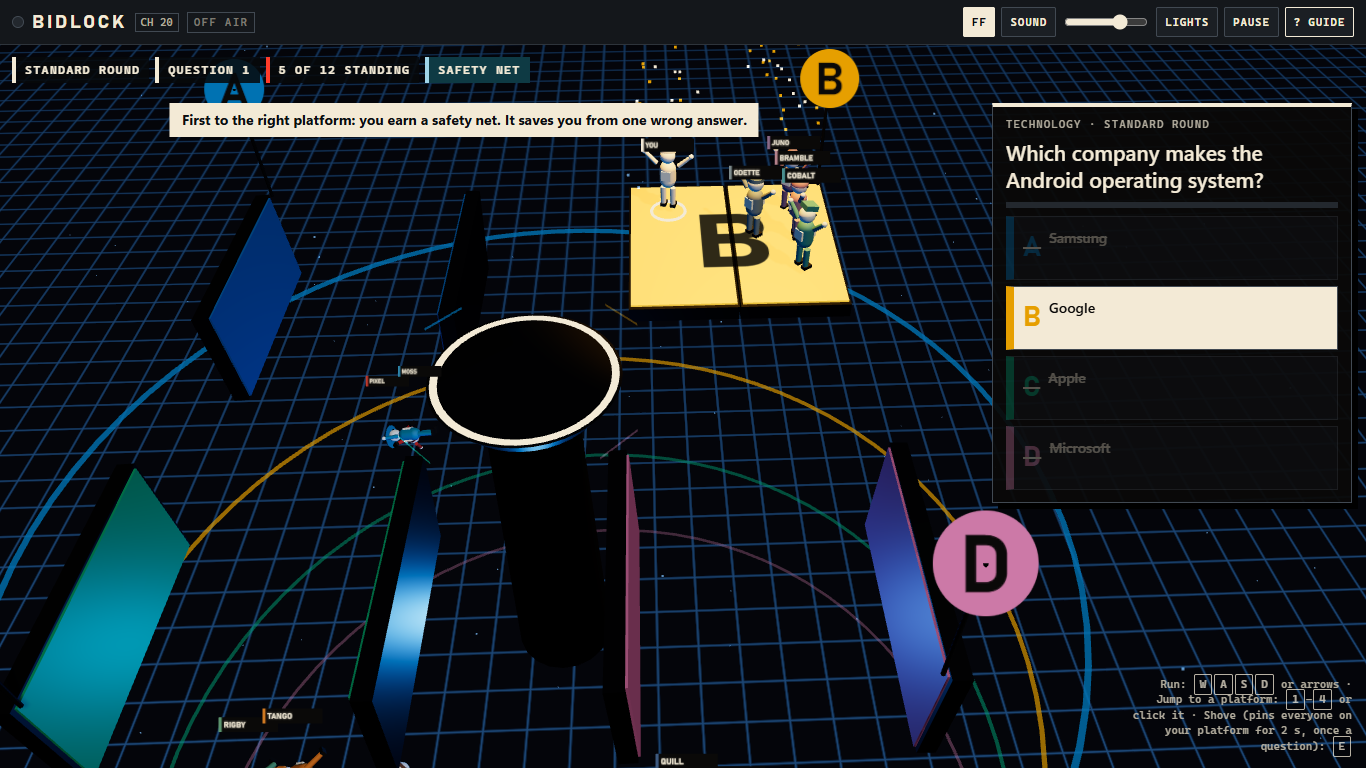 BIDLOCK
CH 20
OFF AIR
FF
SOUND
LIGHTS
PAUSE
? GUIDE
STANDARD ROUND
QUESTION 1
5 OF 12 STANDING
SAFETY NET
A
B
First to the right platform: you earn a safety net. It saves you from one wrong answer.
YOU
JUNO
BRAMBLE
ODETTE
COBALT
B
TECHNOLOGY · STANDARD ROUND
Which company makes the
Android operating system?
A Samsung
B Google
C Apple
D Microsoft
PIXEL
MOSS
D
RIGBY
TANGO
QUILL
Run: W A S D or arrows ·
Jump to a platform: 1 - 4 or
click it · Shove (pins everyone on
your platform for 2 s, once a
question): E